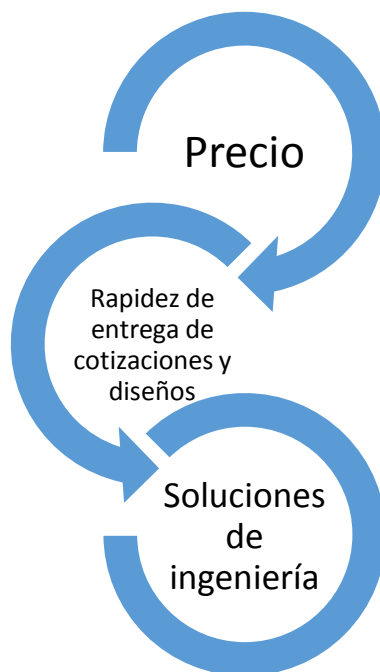 Precio
Rapidez de
entrega de
cotizaciones y
diseños
Soluciones
de
ingeniería